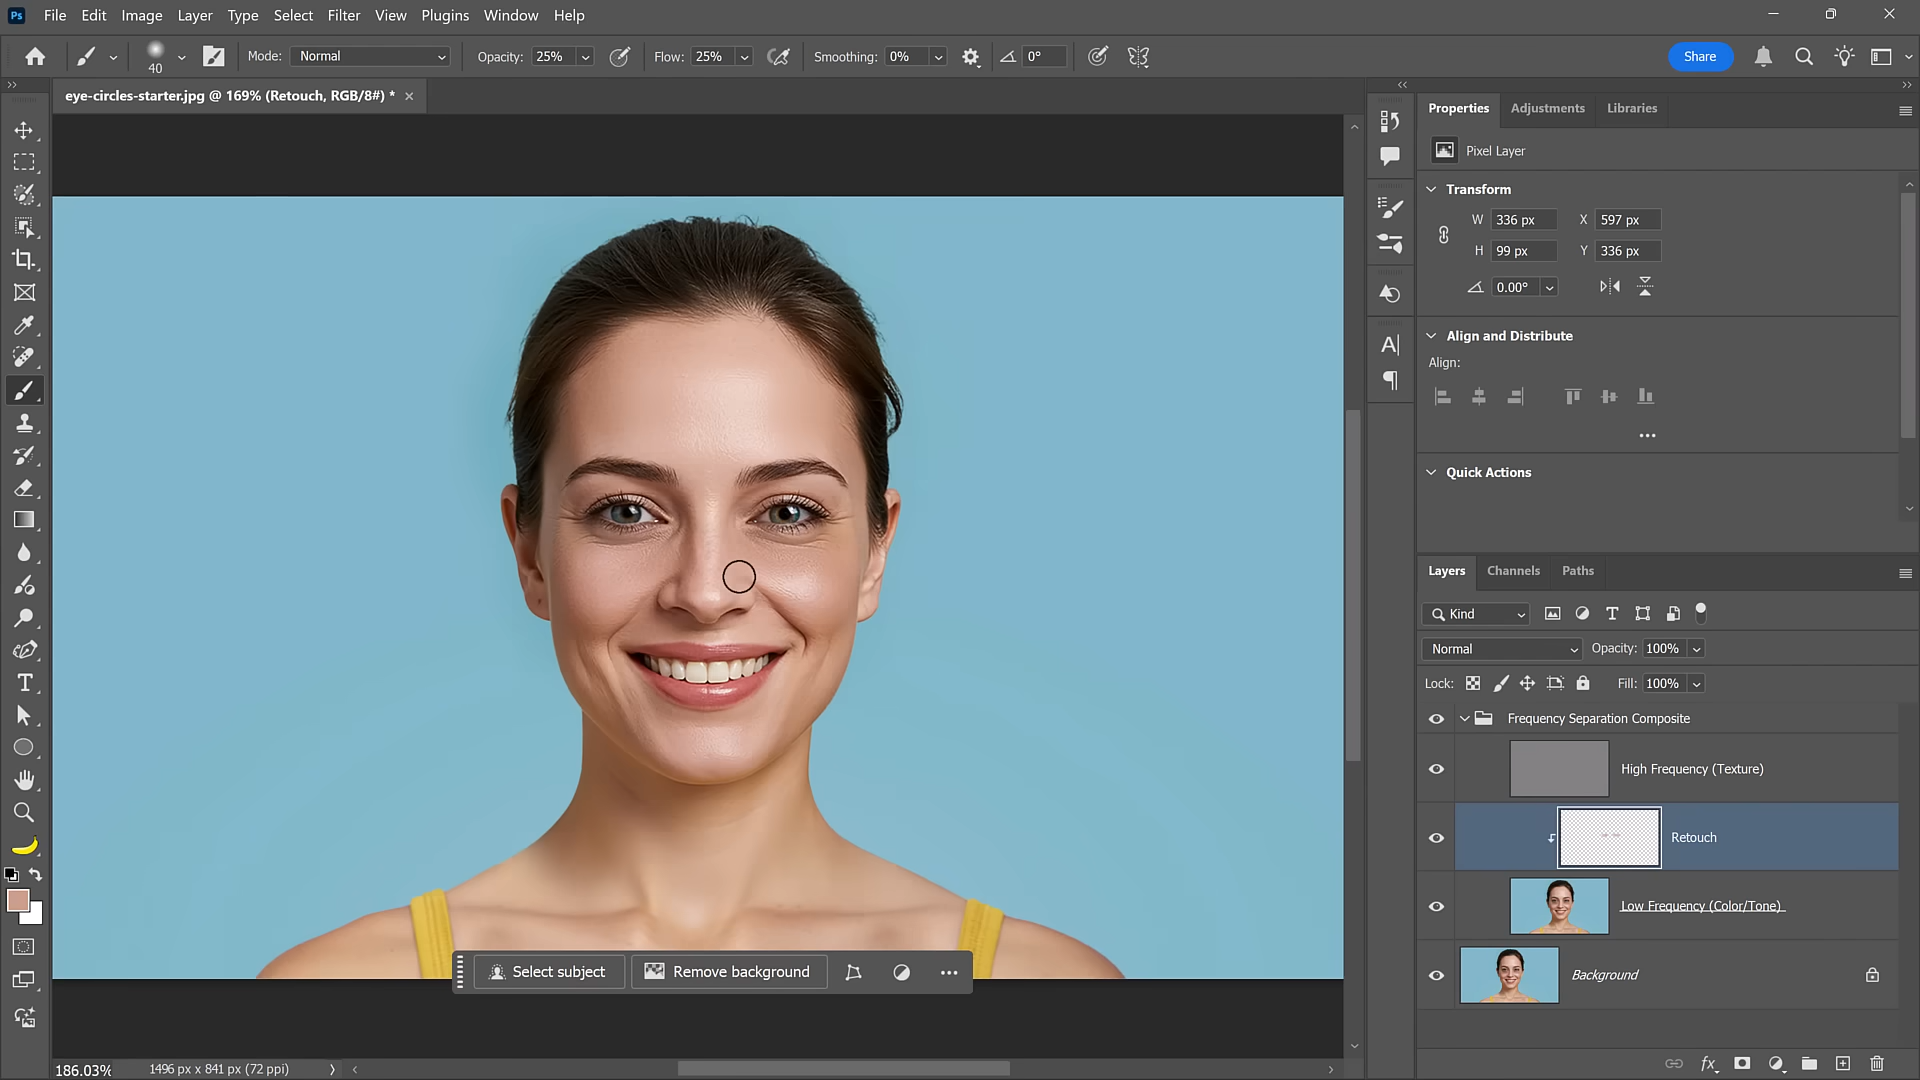 Ps File Edit Image Layer Type Select Filter View Plugins Window Help
40 Mode: Normal Opacity: 25% Flow: 25% Smoothing: 0% 0° Share
eye-circles-starter.jpg @ 169% (Retouch, RGB/8#) *
Properties Adjustments Libraries
Pixel Layer
Transform
W 336 px X 597 px
H 99 px Y 336 px
0.00°
Align and Distribute
Align:
Quick Actions
Layers Channels Paths
Kind
Normal Opacity: 100%
Lock: Fill: 100%
Frequency Separation Composite
High Frequency (Texture)
Retouch
Low Frequency (Color/Tone)
Background
Select subject Remove background
186.03% 1496 px x 841 px (72 ppi)